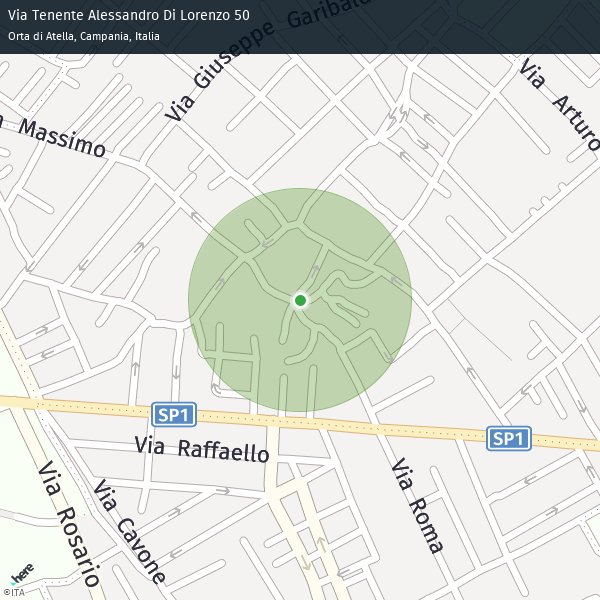 Via Tenente Alessandro Di Lorenzo 50
Orta di Atella, Campania, Italia
Via Giuseppe Garibald
Via Arturo
Massimo
SP1
SP1
Via Raffaello
Via Rosario
Via Cavone
Via Roma
here
©ITA